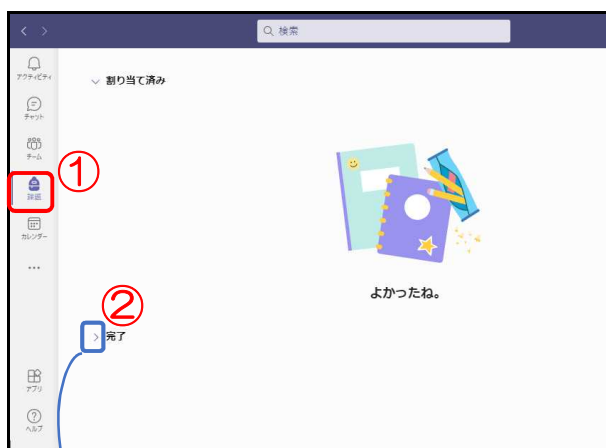 検索
アクティビティ
割り当て済み
チャット
チーム
①
課題
カレンダー
よかったね。
②
完了
アプリ
ヘルプ